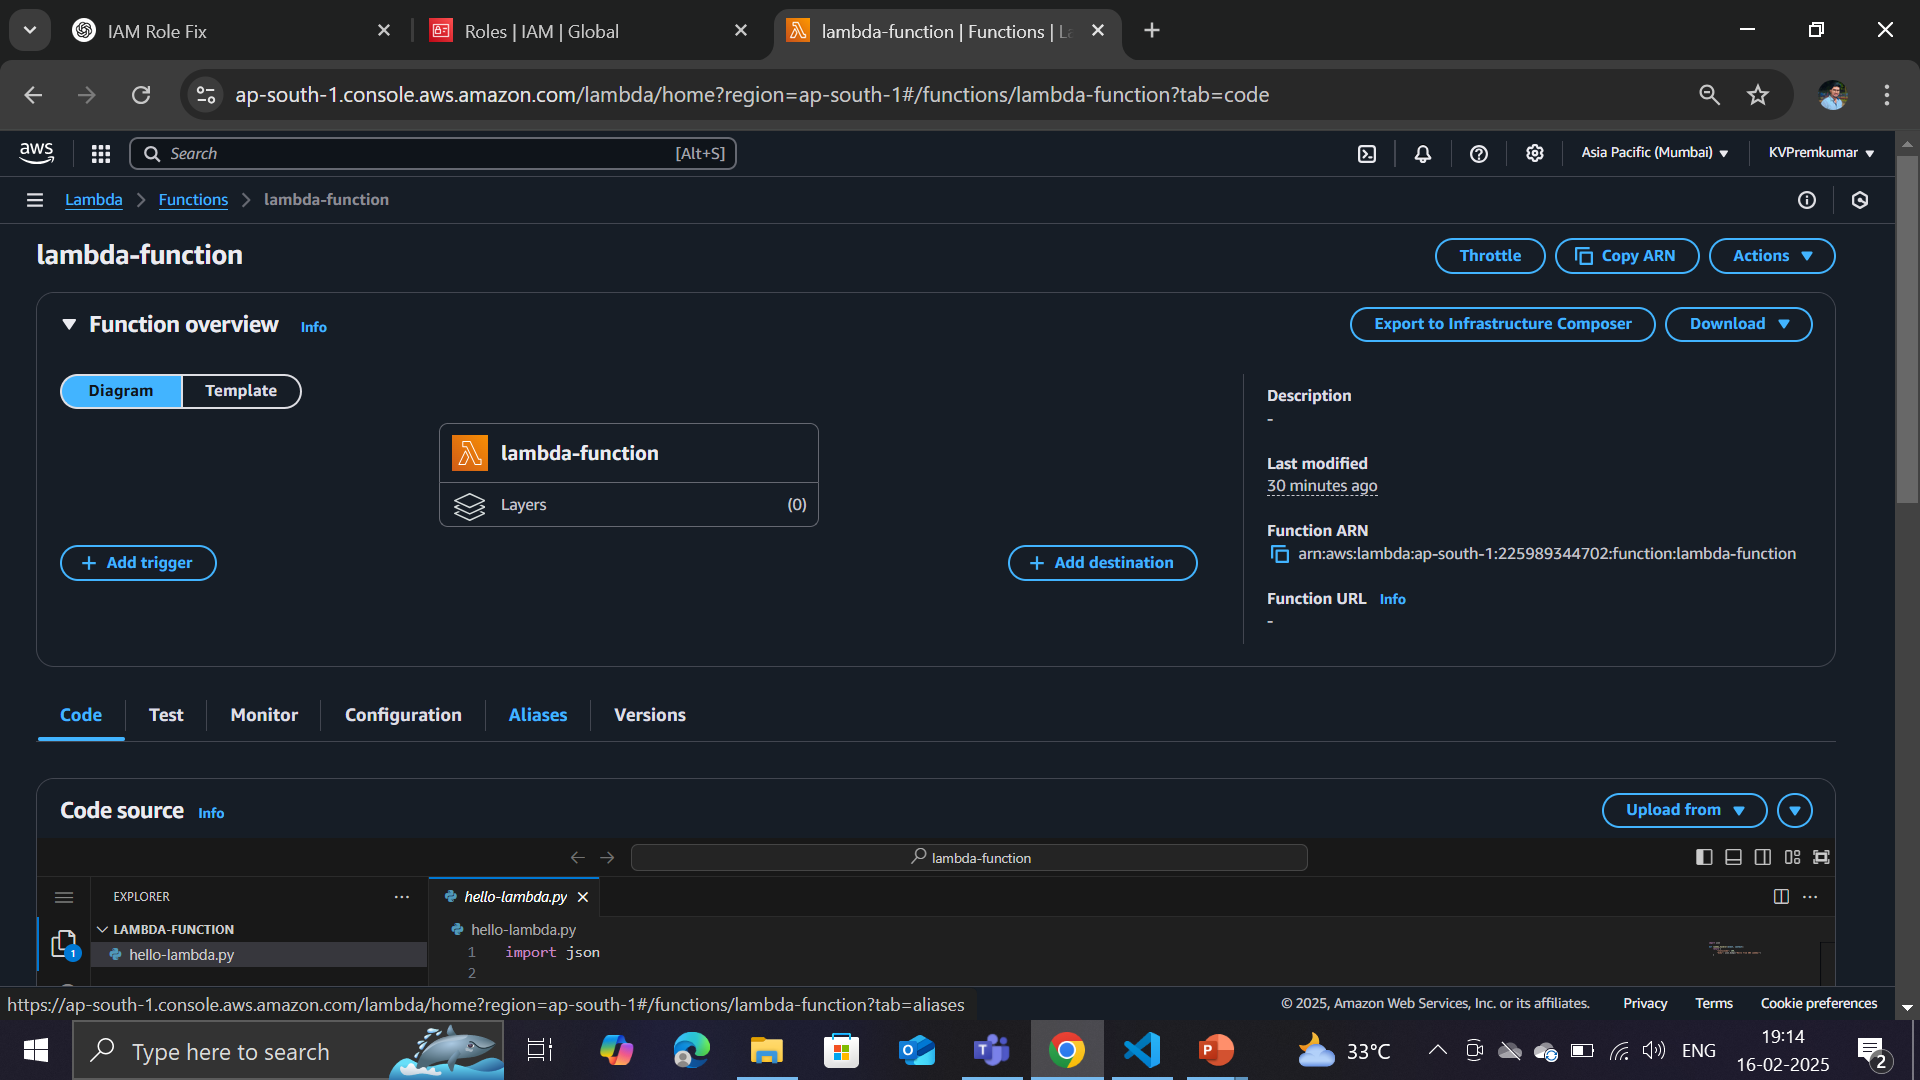 IAM Role Fix
Roles | IAM | Global
lambda-function | Functions | La
ap-south-1.console.aws.amazon.com/lambda/home?region=ap-south-1#/functions/lambda-function?tab=code
aws
Search
[Alt+S]
Asia Pacific (Mumbai)
KVPremkumar
Lambda
Functions
lambda-function
lambda-function
Throttle
Copy ARN
Actions
Function overview
Info
Export to Infrastructure Composer
Download
Diagram
Template
lambda-function
Layers
(0)
Add trigger
Add destination
Description
-
Last modified
30 minutes ago
Function ARN
arn:aws:lambda:ap-south-1:225989344702:function:lambda-function
Function URL
Info
-
Code
Test
Monitor
Configuration
Aliases
Versions
Code source
Info
Upload from
lambda-function
EXPLORER
LAMBDA-FUNCTION
1
hello-lambda.py
hello-lambda.py
hello-lambda.py
1 import json
2
https://ap-south-1.console.aws.amazon.com/lambda/home?region=ap-south-1#/functions/lambda-function?tab=aliases
© 2025, Amazon Web Services, Inc. or its affiliates.
Privacy
Terms
Cookie preferences
Type here to search
33°C
ENG
19:14
16-02-2025
2